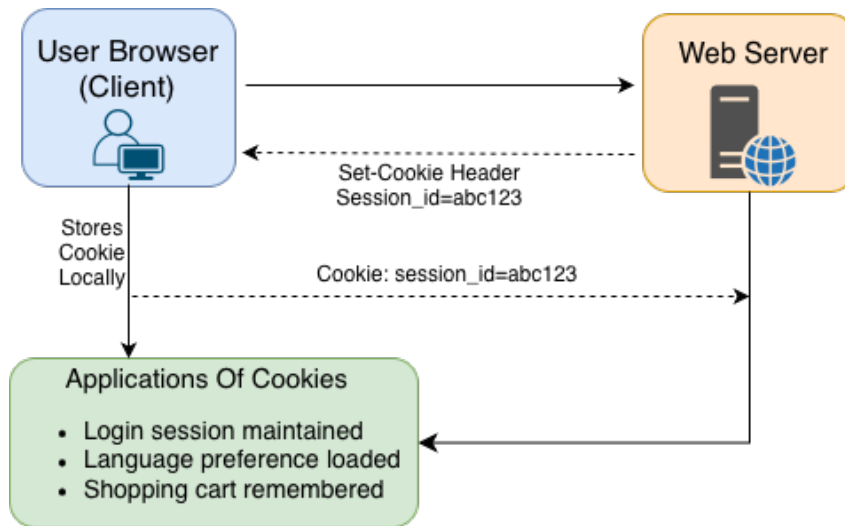 User Browser
(Client)
Web Server
Set-Cookie Header
Session_id=abc123
Stores
Cookie
Locally
Cookie: session_id=abc123
Applications Of Cookies
• Login session maintained
• Language preference loaded
• Shopping cart remembered